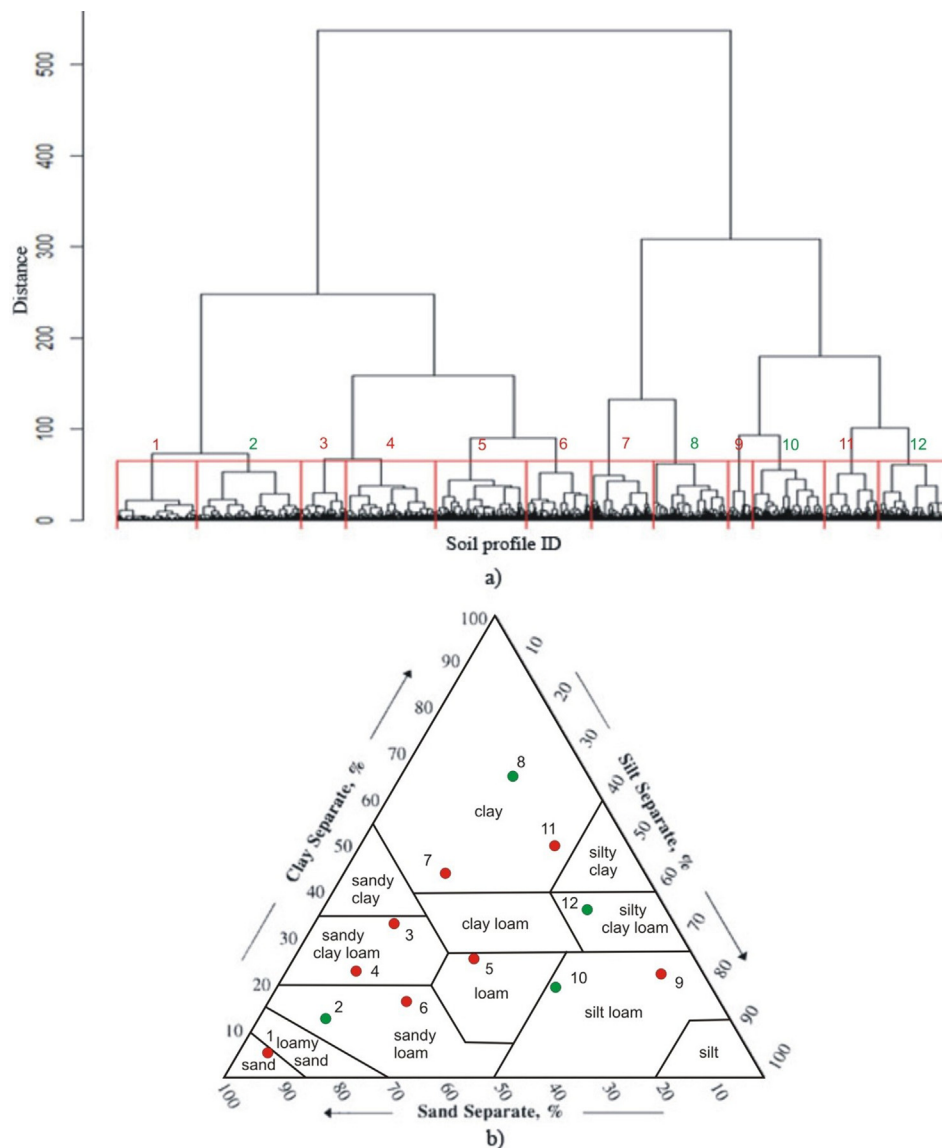 500
400
300
200
100
0
Distance
1 2 3 4 5 6 7 8 9 10 11 12
Soil profile ID
a)
100
90
80
70
60
50
40
30
20
10
Clay Separate, %
10
20
30
40
50
60
70
80
90
100
Silt Separate, %
8
clay
11
7
silty
clay
sandy
clay
12
silty
clay loam
clay loam
3
sandy
clay loam
4
5
loam
10
9
silt loam
2
6
sandy
loam
1
loamy
sand
sand
silt
100 90 80 70 60 50 40 30 20 10
Sand Separate, %
b)